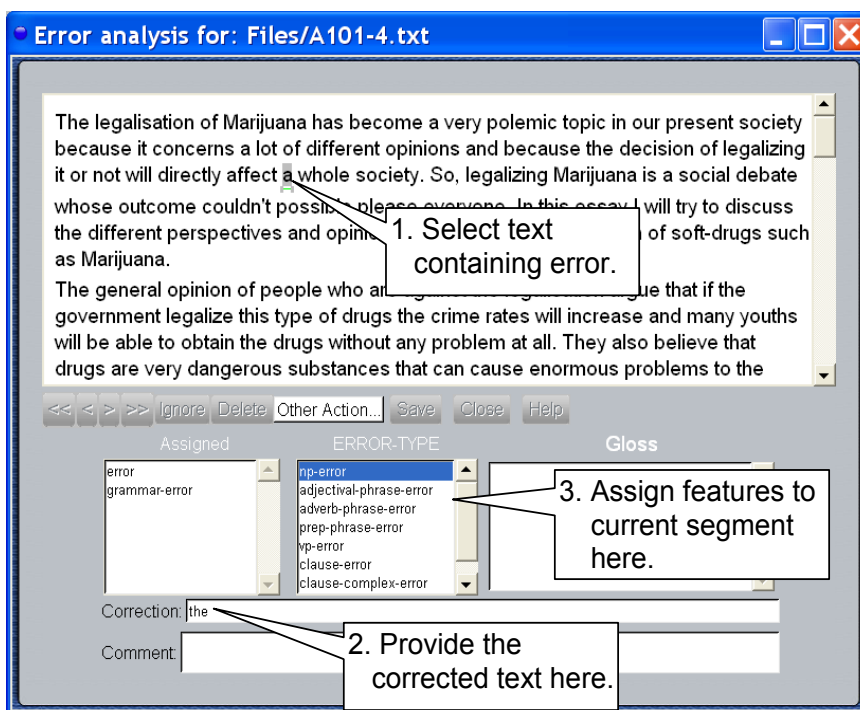 Error analysis for: Files/A101-4.txt
The legalisation of Marijuana has become a very polemic topic in our present society
because it concerns a lot of different opinions and because the decision of legalizing
it or not will directly affect a whole society. So, legalizing Marijuana is a social debate
whose outcome couldn't possibly please everyone. In this essay I will try to discuss
the different perspectives and of soft-drugs such
as Marijuana.
The general opinion of people who that if the
government legalize this type of drugs the crime rates will increase and many youths
will be able to obtain the drugs without any problem at all. They also believe that
drugs are very dangerous substances that can cause enormous problems to the
1. Select text
containing error.
<< < > >> Ignore Delete Other Action... Save Close Help
Assigned ERROR-TYPE Gloss
error
grammar-error
np-error
adjectival-phrase-error
adverb-phrase-error
prep-phrase-error
vp-error
clause-error
clause-complex-error
3. Assign features to
current segment
here.
Correction: the
Comment:
2. Provide the
corrected text here.